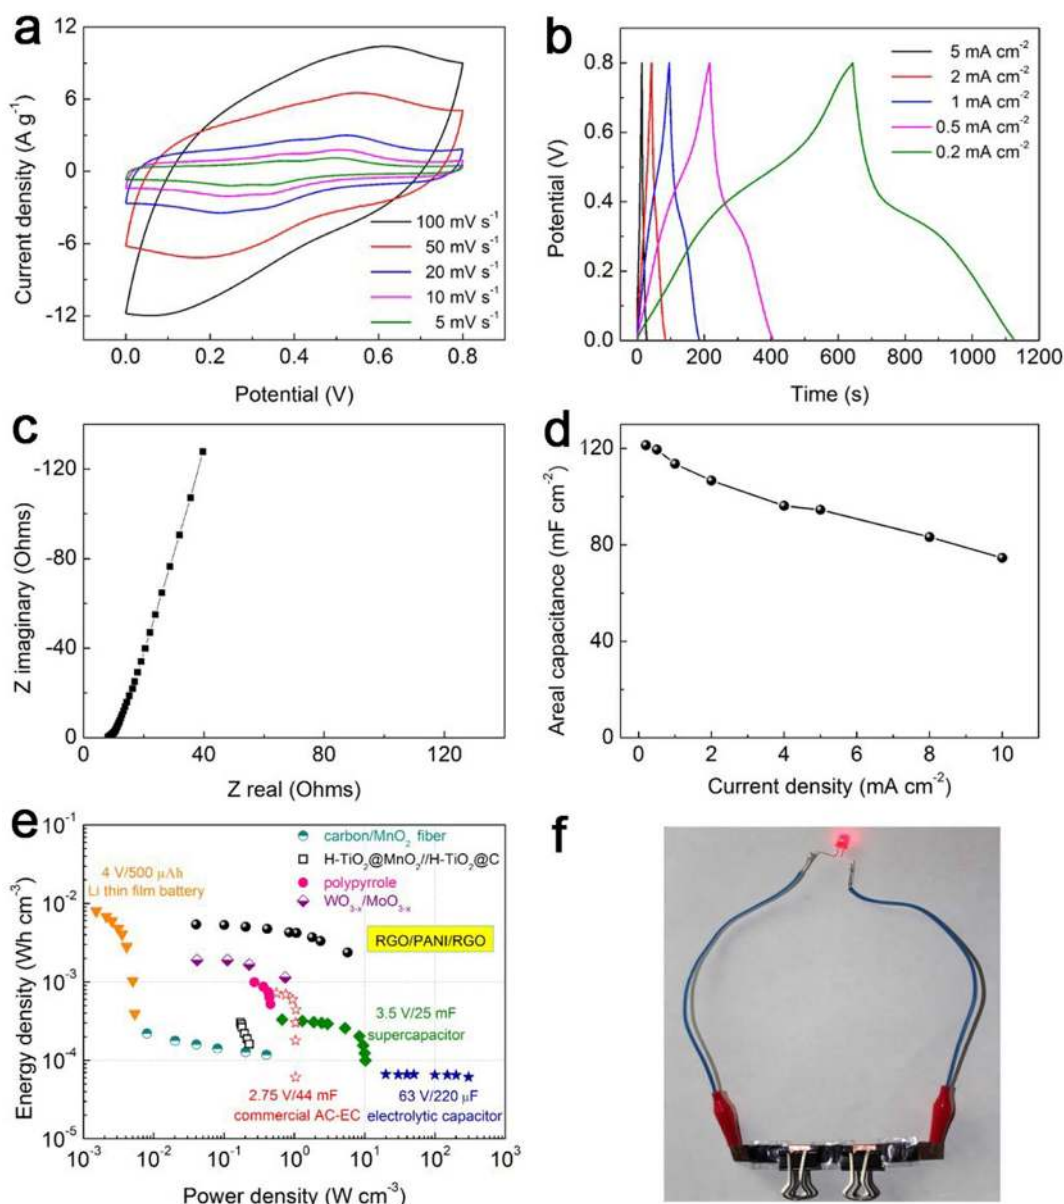 a
12
6
0
-6
-12
Current density (A g⁻¹)
100 mV s⁻¹
50 mV s⁻¹
20 mV s⁻¹
10 mV s⁻¹
5 mV s⁻¹
0.0 0.2 0.4 0.6 0.8
Potential (V)
b
0.8
0.6
0.4
0.2
0.0
Potential (V)
5 mA cm⁻²
2 mA cm⁻²
1 mA cm⁻²
0.5 mA cm⁻²
0.2 mA cm⁻²
0 200 400 600 800 1000 1200
Time (s)
c
-120
-80
-40
0
Z imaginary (Ohms)
0 40 80 120
Z real (Ohms)
d
120
80
40
0
Areal capacitance (mF cm⁻²)
0 2 4 6 8 10
Current density (mA cm⁻²)
e
10⁻¹
10⁻²
10⁻³
10⁻⁴
10⁻⁵
Energy density (Wh cm⁻³)
carbon/MnO₂ fiber
H-TiO₂@MnO₂//H-TiO₂@C
polypyrrole
WO₃₋ₓ/MoO₃₋ₓ
4 V/500 μAh
Li thin film battery
RGO/PANI/RGO
3.5 V/25 mF
supercapacitor
2.75 V/44 mF
commercial AC-EC
63 V/220 μF
electrolytic capacitor
10⁻³ 10⁻² 10⁻¹ 10⁰ 10¹ 10² 10³
Power density (W cm⁻³)
f